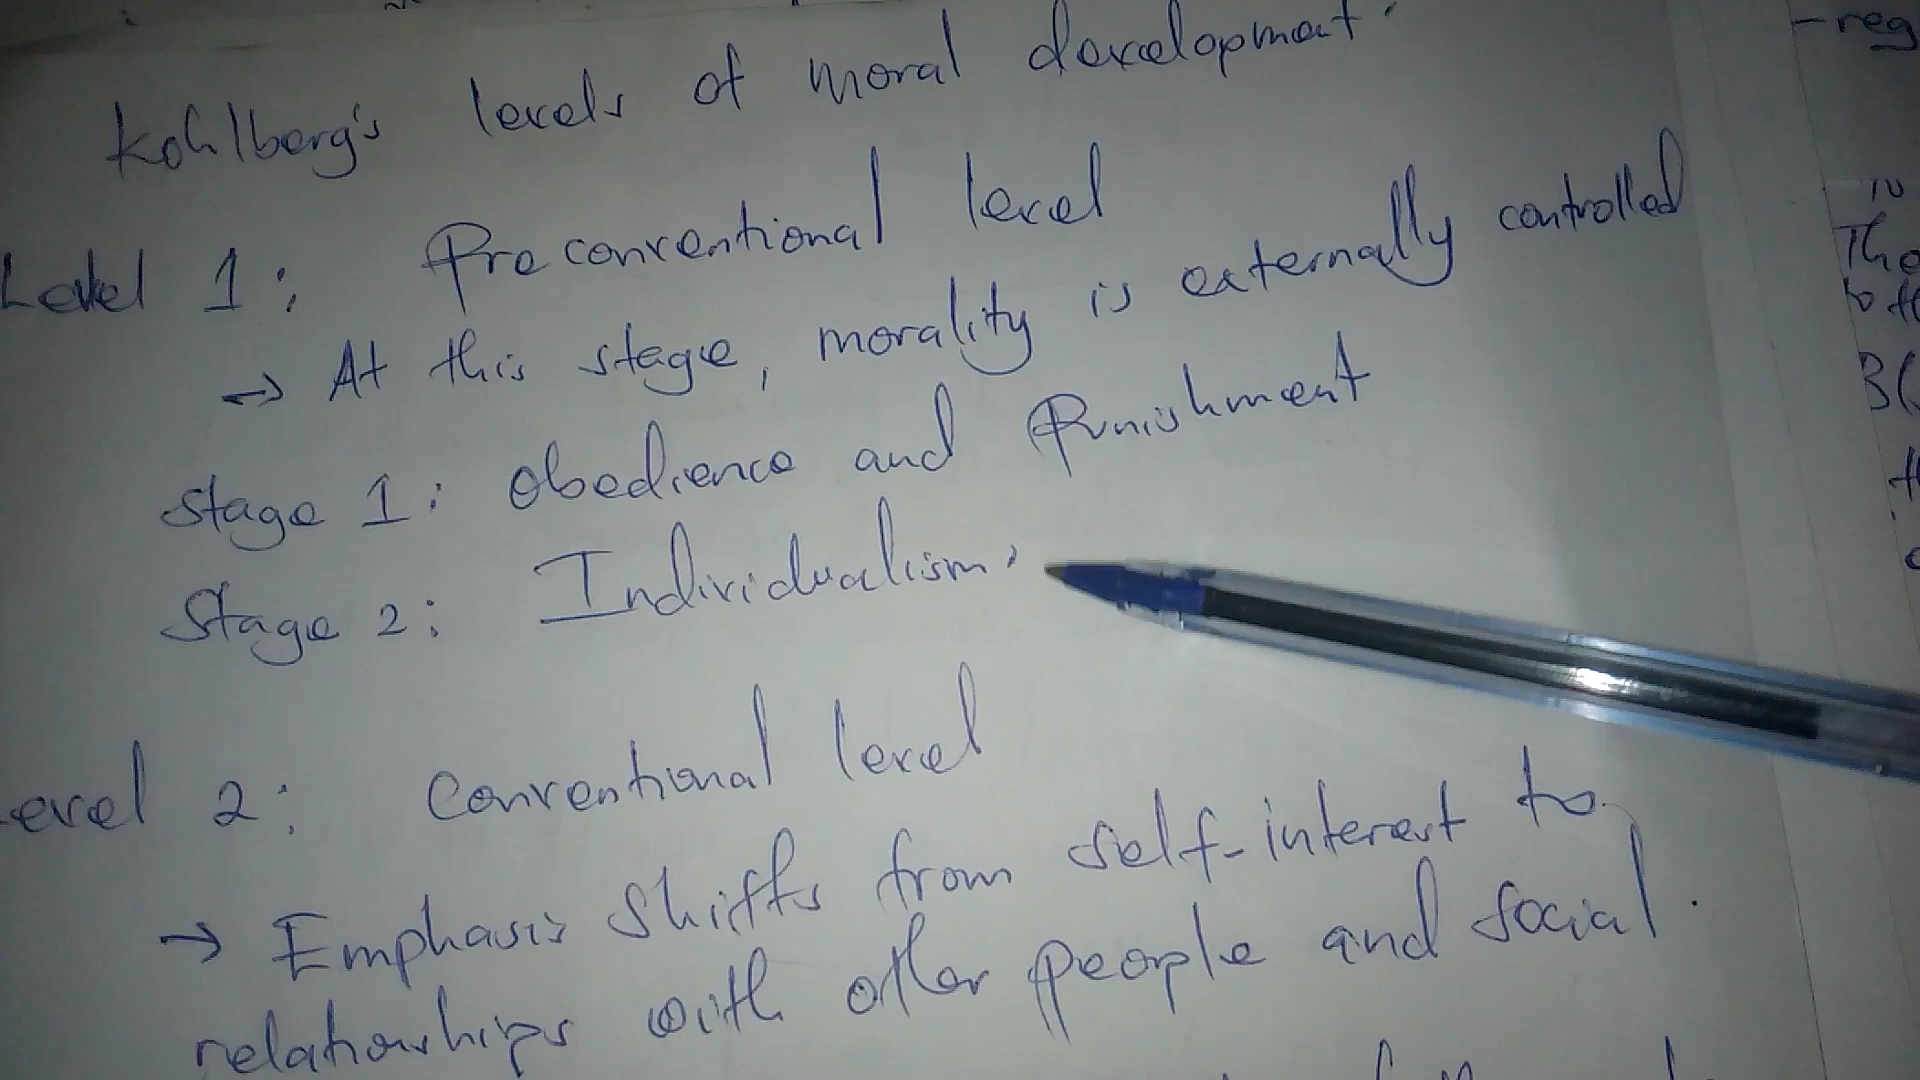 Kohlberg's levels of moral development.
Level 1: Preconventional level
→ At this stage, morality is externally controlled
Stage 1: Obedience and Punishment
Stage 2: Individualism.
Level 2: Conventional level
→ Emphasis shifts from self-interest to
relationships with other people and social.
-reg